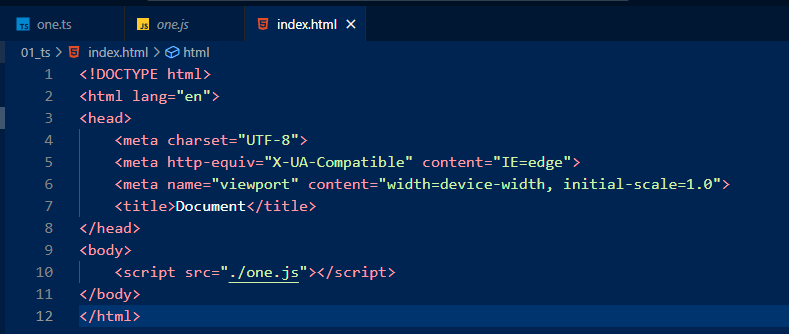 TS one.ts JS one.js index.html ×
01_ts > index.html > html
1 <!DOCTYPE html>
2 <html lang="en">
3 <head>
4     <meta charset="UTF-8">
5     <meta http-equiv="X-UA-Compatible" content="IE=edge">
6     <meta name="viewport" content="width=device-width, initial-scale=1.0">
7     <title>Document</title>
8 </head>
9 <body>
10     <script src="./one.js"></script>
11 </body>
12 </html>